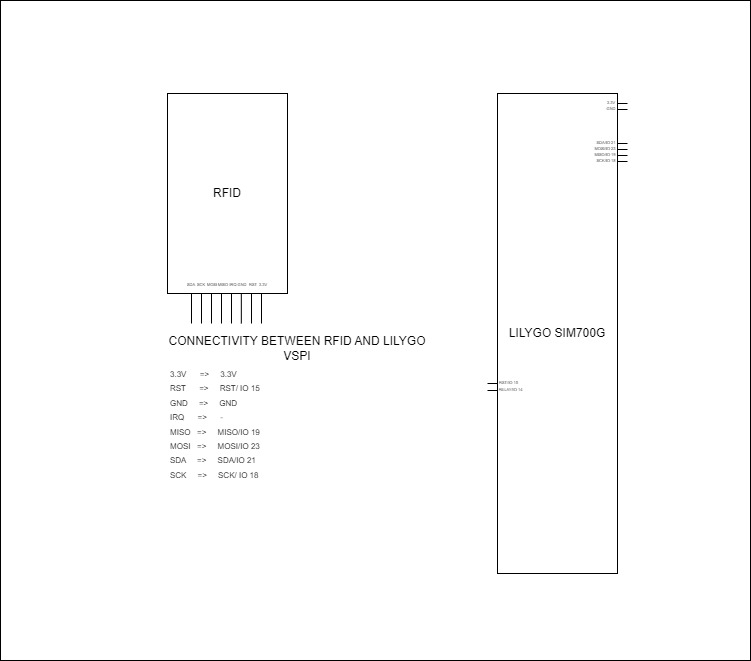 3.3V
GND
SDA/IO 21
MOSI/IO 23
MISO/IO 19
SCK/IO 18
RFID
SDA SCK MOSI MISO IRQ GND RST 3.3V
LILYGO SIM700G
CONNECTIVITY BETWEEN RFID AND LILYGO
VSPI
3.3V => 3.3V
RST => RST/ IO 15
RST/IO 15
RELAY/IO 14
GND => GND
IRQ => -
MISO => MISO/IO 19
MOSI => MOSI/IO 23
SDA => SDA/IO 21
SCK => SCK/ IO 18